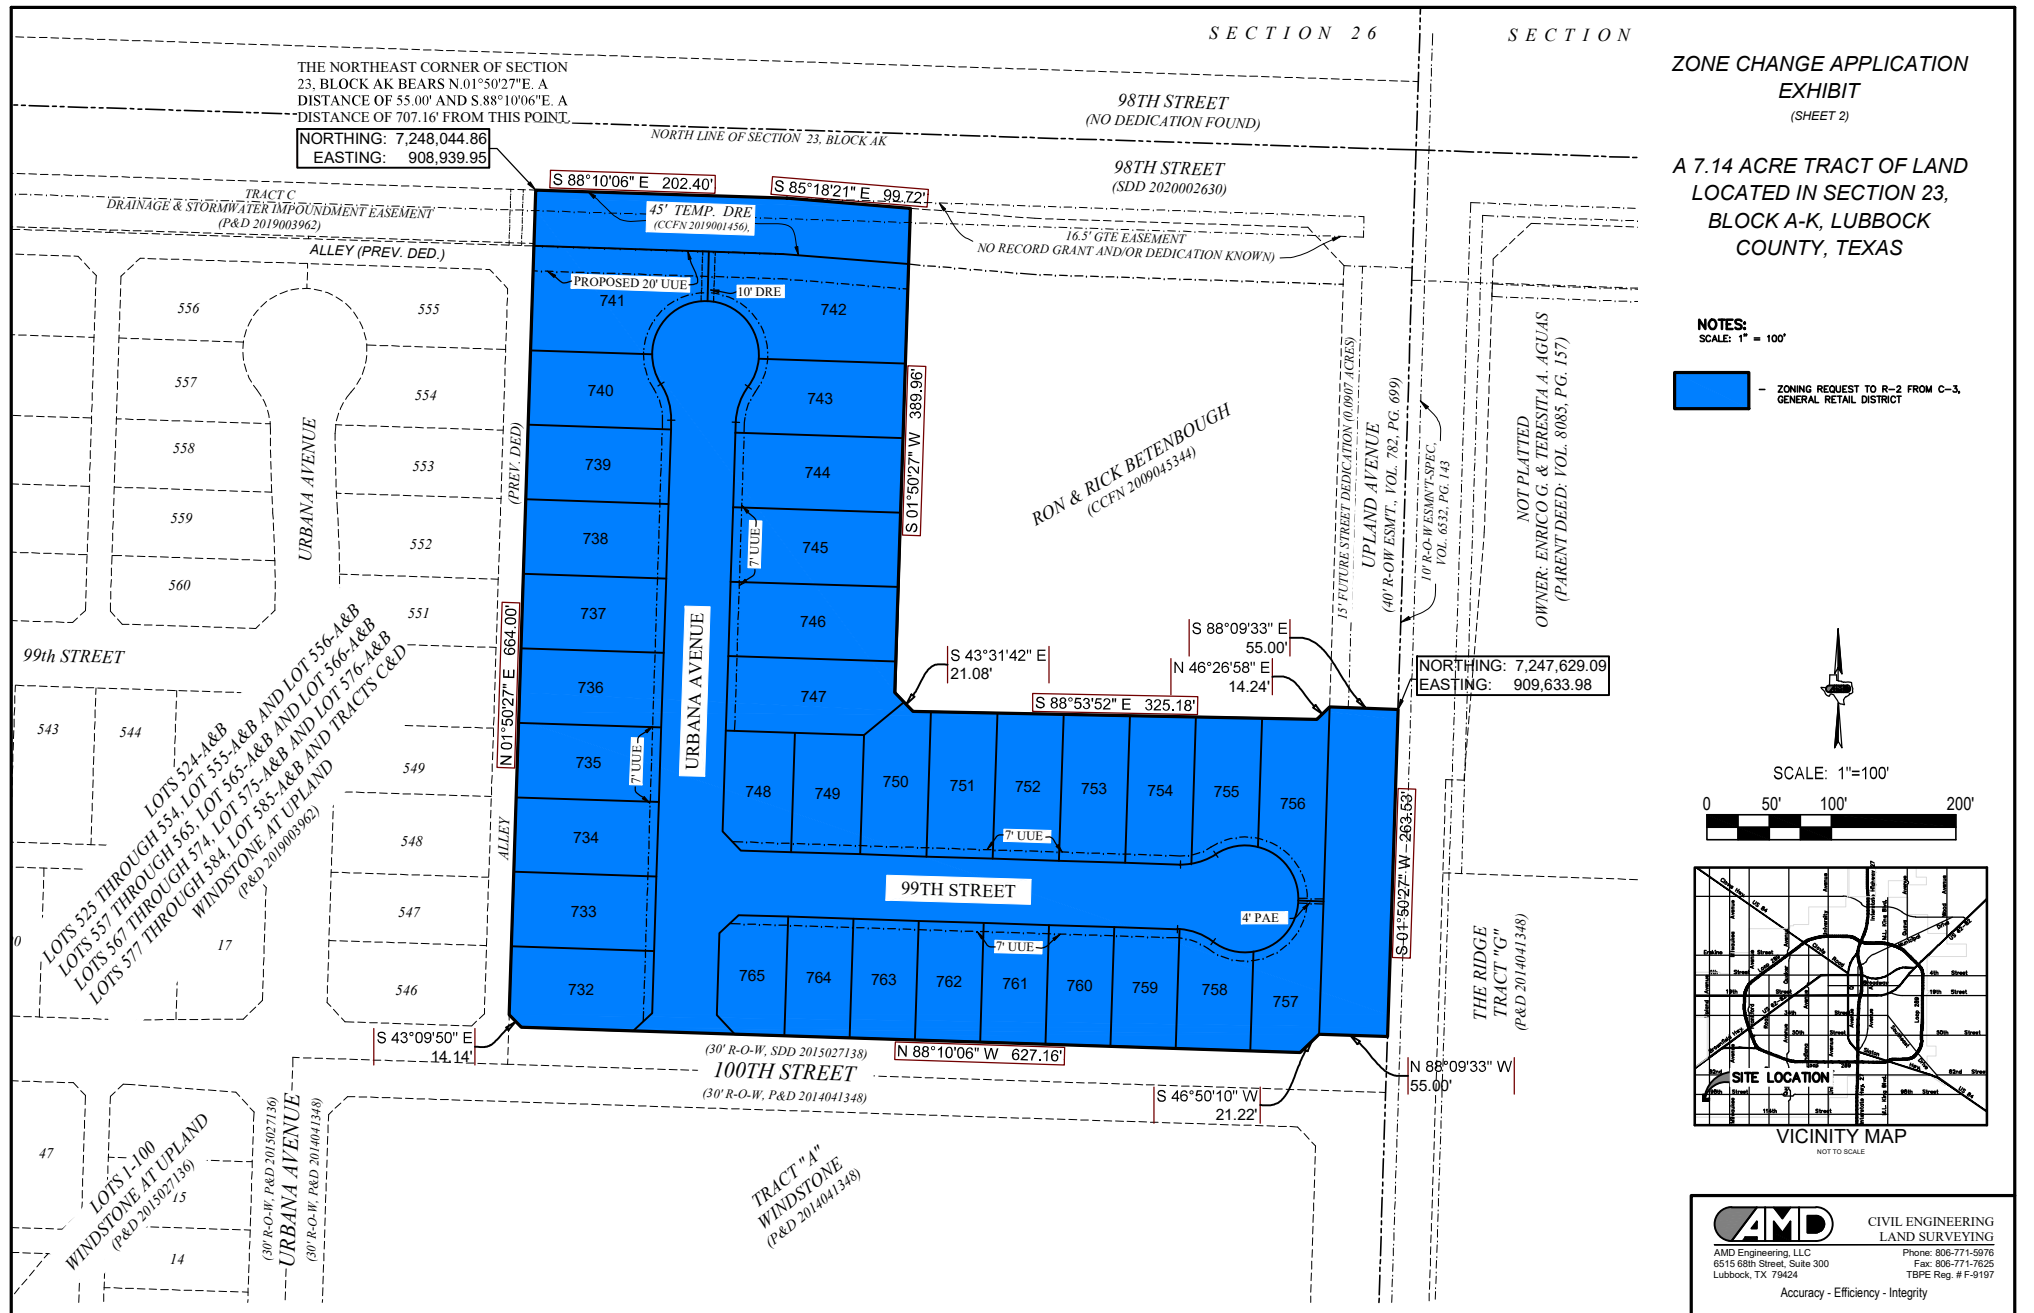 SECTION 26
SECTION
ZONE CHANGE APPLICATION
EXHIBIT
(SHEET 2)
A 7.14 ACRE TRACT OF LAND
LOCATED IN SECTION 23,
BLOCK A-K, LUBBOCK
COUNTY, TEXAS
NOTES:
SCALE: 1" = 100'
- ZONING REQUEST TO R-2 FROM C-3,
GENERAL RETAIL DISTRICT
THE NORTHEAST CORNER OF SECTION
23, BLOCK AK BEARS N.01°50'27"E. A
DISTANCE OF 55.00' AND S.88°10'06"E. A
DISTANCE OF 707.16' FROM THIS POINT.
NORTHING: 7,248,044.86
EASTING: 908,939.95
98TH STREET
(NO DEDICATION FOUND)
NORTH LINE OF SECTION 23, BLOCK AK
98TH STREET
(SDD 2020002630)
S 88°10'06" E 202.40'
S 85°18'21" E 99.72'
TRACT C
DRAINAGE & STORMWATER IMPOUNDMENT EASEMENT
(P&D 2019003962)
ALLEY (PREV. DED.)
45' TEMP. DRE
(CCFN 2019001456),
16.5' GTE EASEMENT
NO RECORD GRANT AND/OR DEDICATION KNOWN)
PROPOSED 20' UUE
10' DRE
556
555
557
554
558
553
559
552
560
551
URBANA AVENUE
(PREV. DED)
99th STREET
543
544
549
548
547
546
17
ALLEY
N 01°50'27" E 664.00'
741
742
740
743
739
744
738
745
737
746
736
747
735
734
733
732
7' UUE
7' UUE
URBANA AVENUE
S 01°50'27" W 389.96'
RON & RICK BETENBOUGH
(CCFN 2009045344)
15' FUTURE STREET DEDICATION (0.0907 ACRES)
UPLAND AVENUE
(40' R-OW ESM'T., VOL. 782, PG. 699)
10' R-O-W ESMN'T-SPEC.
VOL. 6532, PG. 143
NOT PLATTED
OWNER: ENRICO G. & TERESITA A. AGUAS
(PARENT DEED: VOL. 8085, PG. 157)
S 43°31'42" E
21.08'
S 88°09'33" E
55.00'
N 46°26'58" E
14.24'
S 88°53'52" E 325.18'
NORTHING: 7,247,629.09
EASTING: 909,633.98
748
749
750
751
752
753
754
755
756
7' UUE
99TH STREET
4' PAE
7' UUE
765
764
763
762
761
760
759
758
757
S 01°50'27" W 263.53'
THE RIDGE
TRACT "G"
(P&D 2014041348)
LOTS 524-A&B
LOTS 525 THROUGH 554, LOT 555-A&B AND LOT 556-A&B
LOTS 557 THROUGH 565, LOT 565-A&B AND LOT 566-A&B
LOTS 567 THROUGH 574, LOT 575-A&B AND LOT 576-A&B
LOTS 577 THROUGH 584, LOT 585-A&B AND TRACTS C&D
WINDSTONE AT UPLAND
(P&D 2019003962)
S 43°09'50" E
14.14'
(30' R-O-W, SDD 2015027138)
100TH STREET
(30' R-O-W, P&D 2014041348)
N 88°10'06" W 627.16'
N 88°09'33" W
55.00'
S 46°50'10" W
21.22'
47
15
14
LOTS 1-100
WINDSTONE AT UPLAND
(P&D 2015027136)
(30' R-O-W, P&D 2015027136)
URBANA AVENUE
(30' R-O-W, P&D 2014041348)
TRACT "A"
WINDSTONE
(P&D 2014041348)
SCALE: 1"=100'
0 50' 100' 200'
SITE LOCATION
VICINITY MAP
NOT TO SCALE
AMD
CIVIL ENGINEERING
LAND SURVEYING
AMD Engineering, LLC
6515 68th Street, Suite 300
Lubbock, TX 79424
Phone: 806-771-5976
Fax: 806-771-7625
TBPE Reg. # F-9197
Accuracy - Efficiency - Integrity